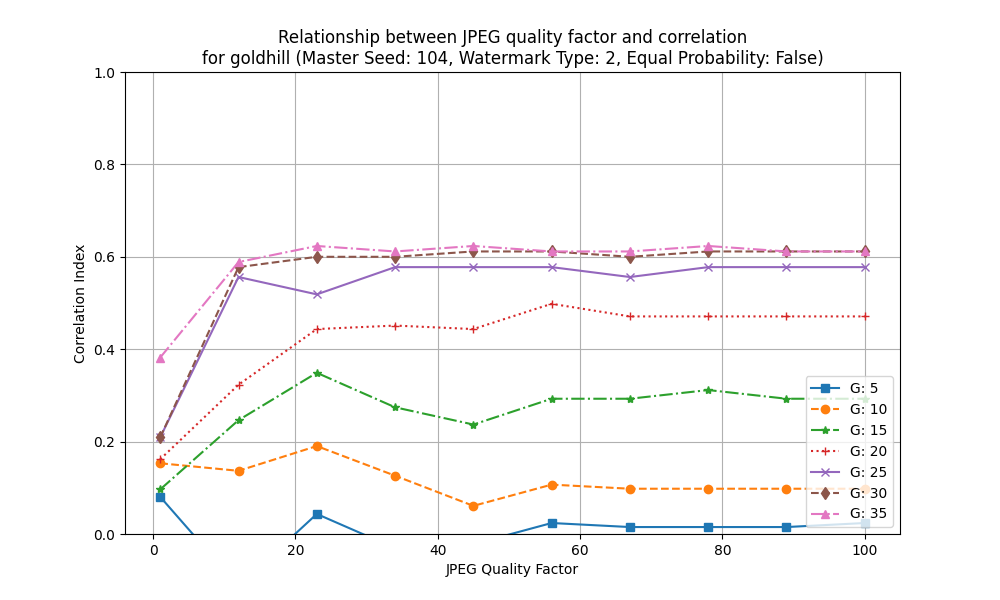 Relationship between JPEG quality factor and correlation
for goldhill (Master Seed: 104, Watermark Type: 2, Equal Probability: False)
1.0
0.8
0.6
0.4
0.2
0.0
Correlation Index
0 20 40 60 80 100
JPEG Quality Factor
G: 5
G: 10
G: 15
G: 20
G: 25
G: 30
G: 35